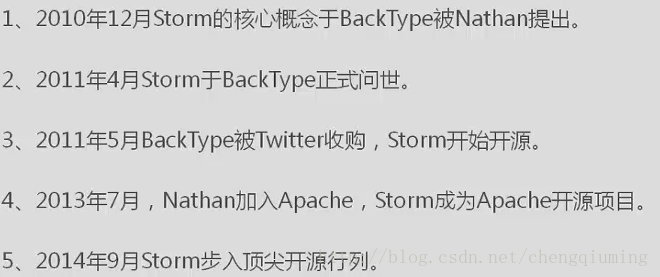 1、2010年12月Storm的核心概念于BackType被Nathan提出。
2、2011年4月Storm于BackType正式问世。
3、2011年5月BackType被Twitter收购，Storm开始开源。
4、2013年7月，Nathan加入Apache，Storm成为Apache开源项目。
5、2014年9月Storm步入顶尖开源行列。
http://blog.csdn.net/chengqiuming